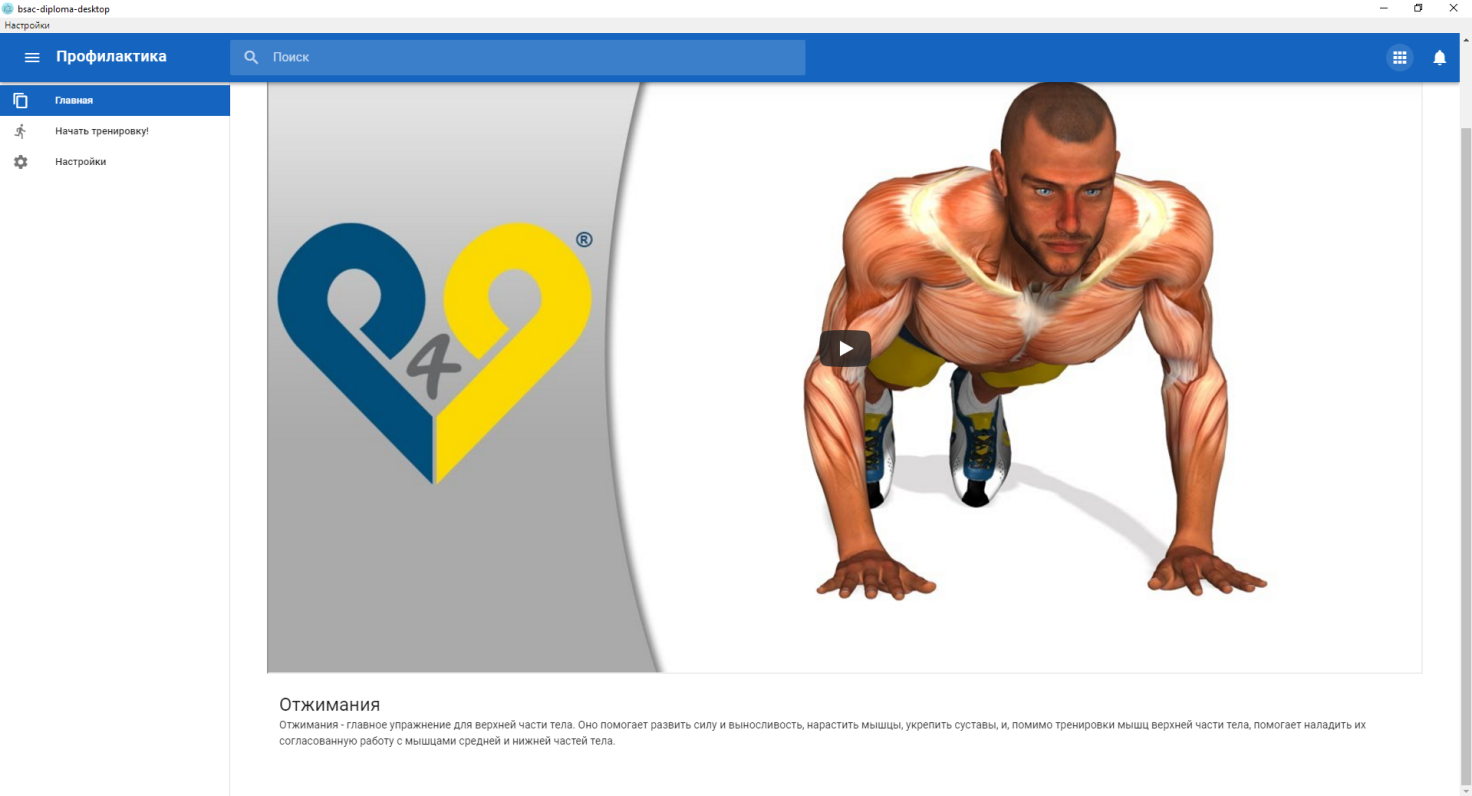 bsac-diploma-desktop
Настройки
Профилактика
Поиск
Главная
Начать тренировку!
Настройки
P4P ®
Отжимания
Отжимания - главное упражнение для верхней части тела. Оно помогает развить силу и выносливость, нарастить мышцы, укрепить суставы, и, помимо тренировки мышц верхней части тела, помогает наладить их
согласованную работу с мышцами средней и нижней частей тела.